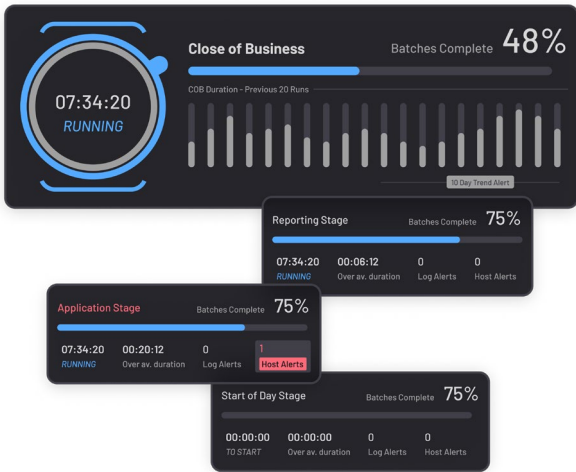 Close of Business
Batches Complete 48%
07:34:20
RUNNING
COB Duration - Previous 20 Runs
10 Day Trend Alert
Reporting Stage
Batches Complete 75%
07:34:20 00:06:12 0 0
RUNNING Over av. duration Log Alerts Host Alerts
Application Stage
Batches Complete 75%
07:34:20 00:20:12 0 1
RUNNING Over av. duration Log Alerts Host Alerts
Start of Day Stage
Batches Complete 75%
00:00:00 00:00:00 0 0
TO START Over av. duration Log Alerts Host Alerts